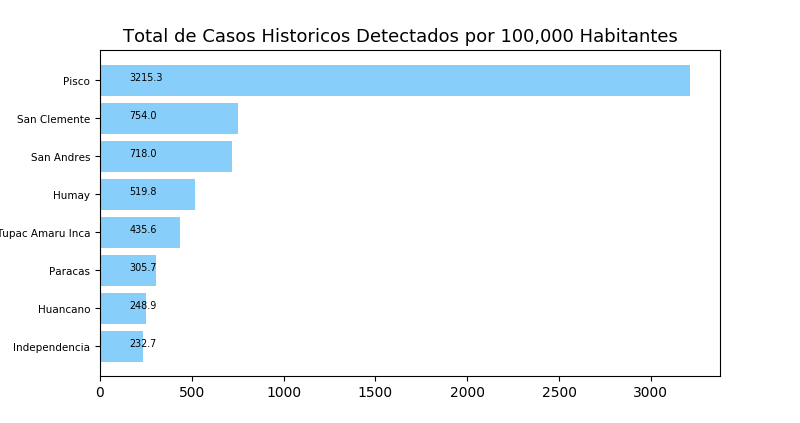 Total de Casos Historicos Detectados por 100,000 Habitantes
Pisco 3215.3
San Clemente 754.0
San Andres 718.0
Humay 519.8
Tupac Amaru Inca 435.6
Paracas 305.7
Huancano 248.9
Independencia 232.7
0 500 1000 1500 2000 2500 3000